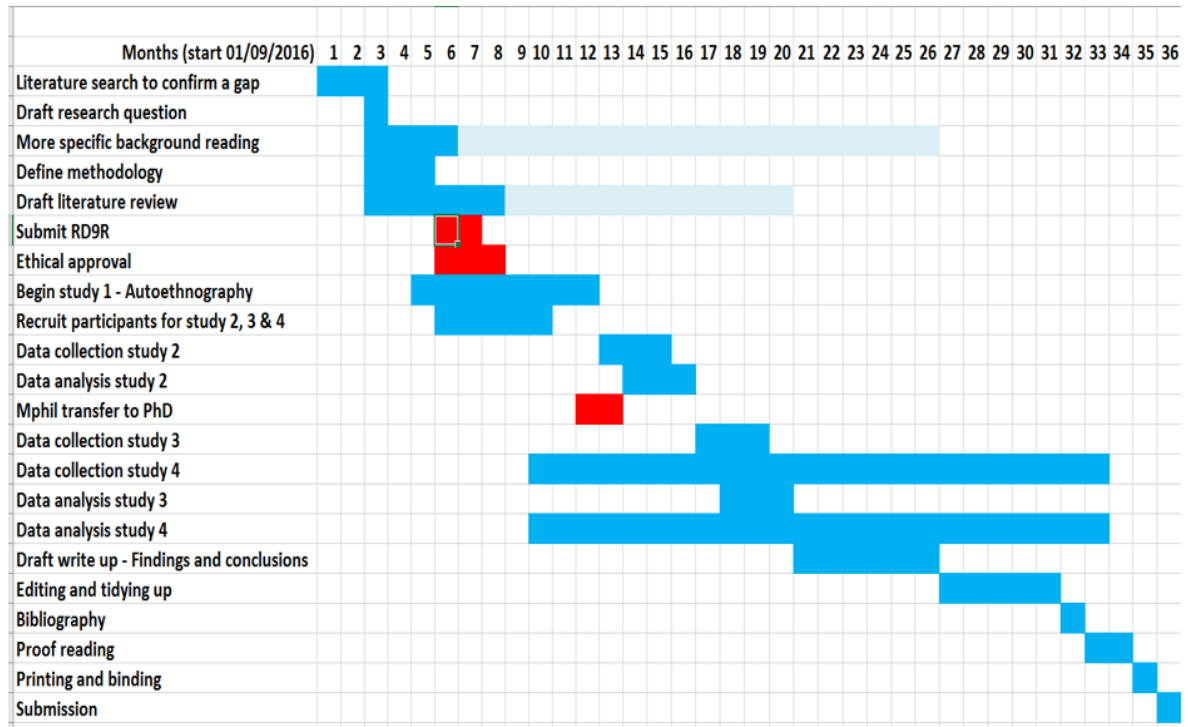 Months (start 01/09/2016) 1 2 3 4 5 6 7 8 9 10 11 12 13 14 15 16 17 18 19 20 21 22 23 24 25 26 27 28 29 30 31 32 33 34 35 36
Literature search to confirm a gap
Draft research question
More specific background reading
Define methodology
Draft literature review
Submit RD9R
Ethical approval
Begin study 1 - Autoethnography
Recruit participants for study 2, 3 & 4
Data collection study 2
Data analysis study 2
Mphil transfer to PhD
Data collection study 3
Data collection study 4
Data analysis study 3
Data analysis study 4
Draft write up - Findings and conclusions
Editing and tidying up
Bibliography
Proof reading
Printing and binding
Submission